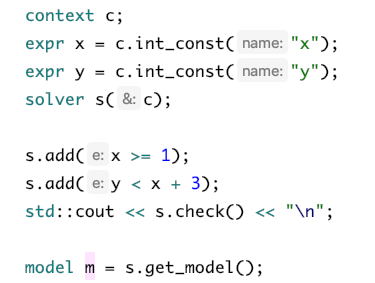 context c;
expr x = c.int_const( name: "x");
expr y = c.int_const( name: "y");
solver s( &: c);
s.add( e: x >= 1);
s.add( e: y < x + 3);
std::cout << s.check() << "\n";
model m = s.get_model();